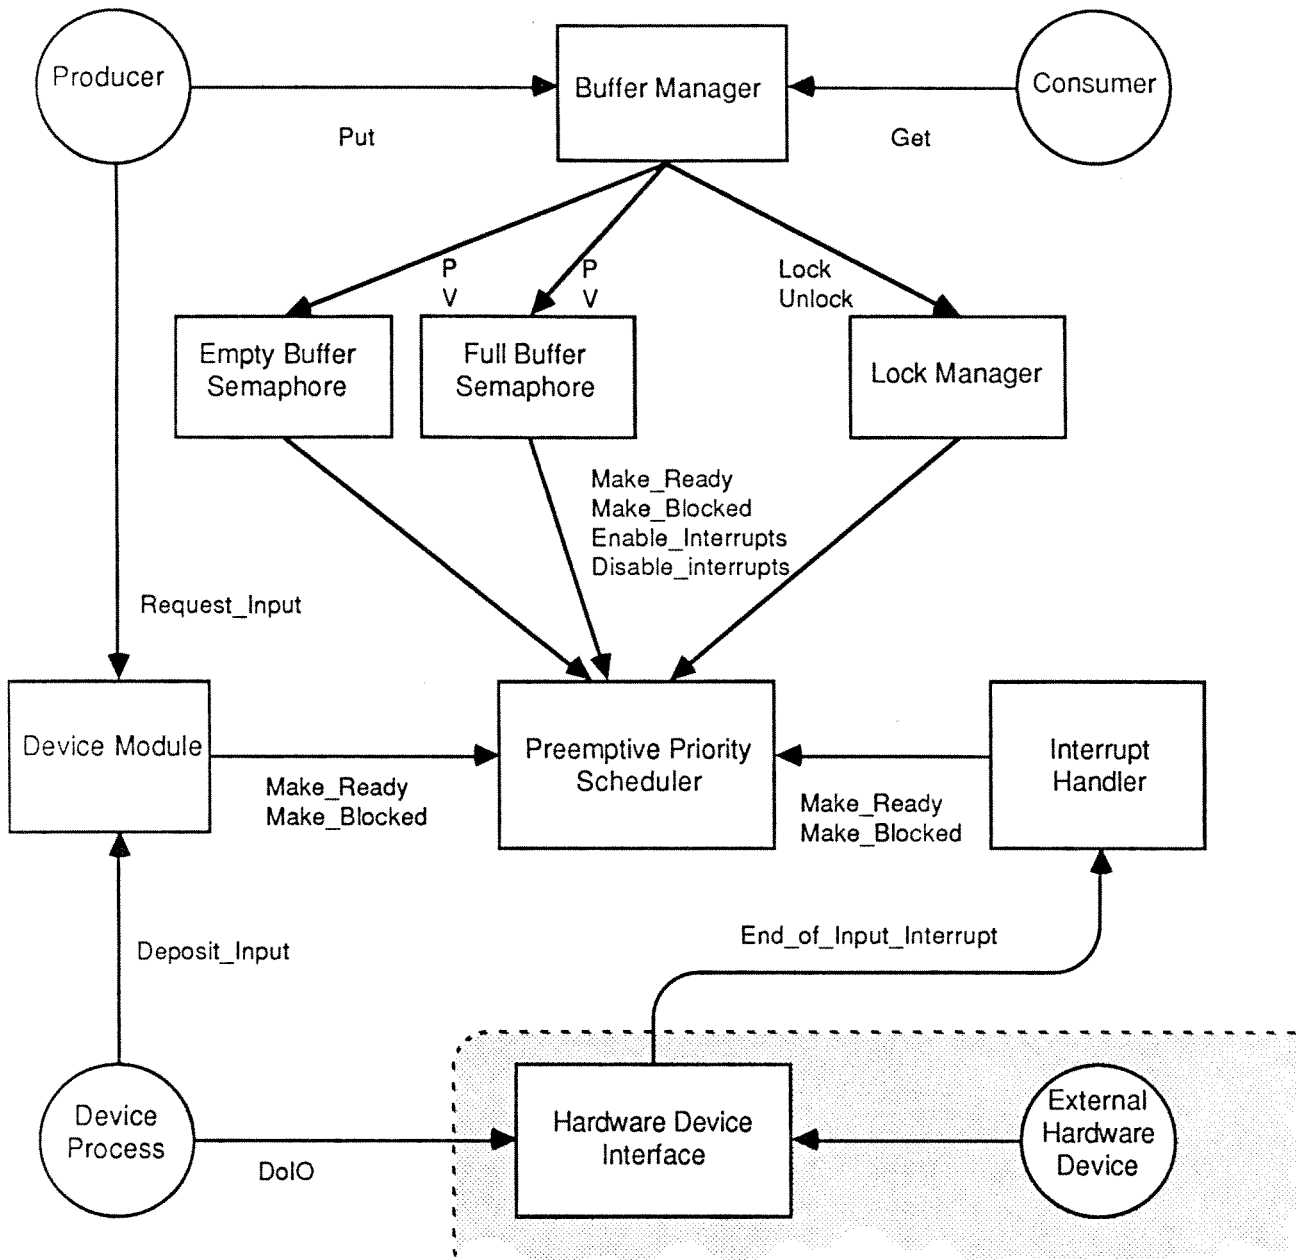 Producer
Buffer Manager
Consumer
Put
Get
P
V
P
V
Lock
Unlock
Empty Buffer
Semaphore
Full Buffer
Semaphore
Lock Manager
Make_Ready
Make_Blocked
Enable_Interrupts
Disable_interrupts
Request_Input
Device Module
Preemptive Priority
Scheduler
Interrupt
Handler
Make_Ready
Make_Blocked
Make_Ready
Make_Blocked
Deposit_Input
End_of_Input_Interrupt
Device
Process
DoIO
Hardware Device
Interface
External
Hardware
Device